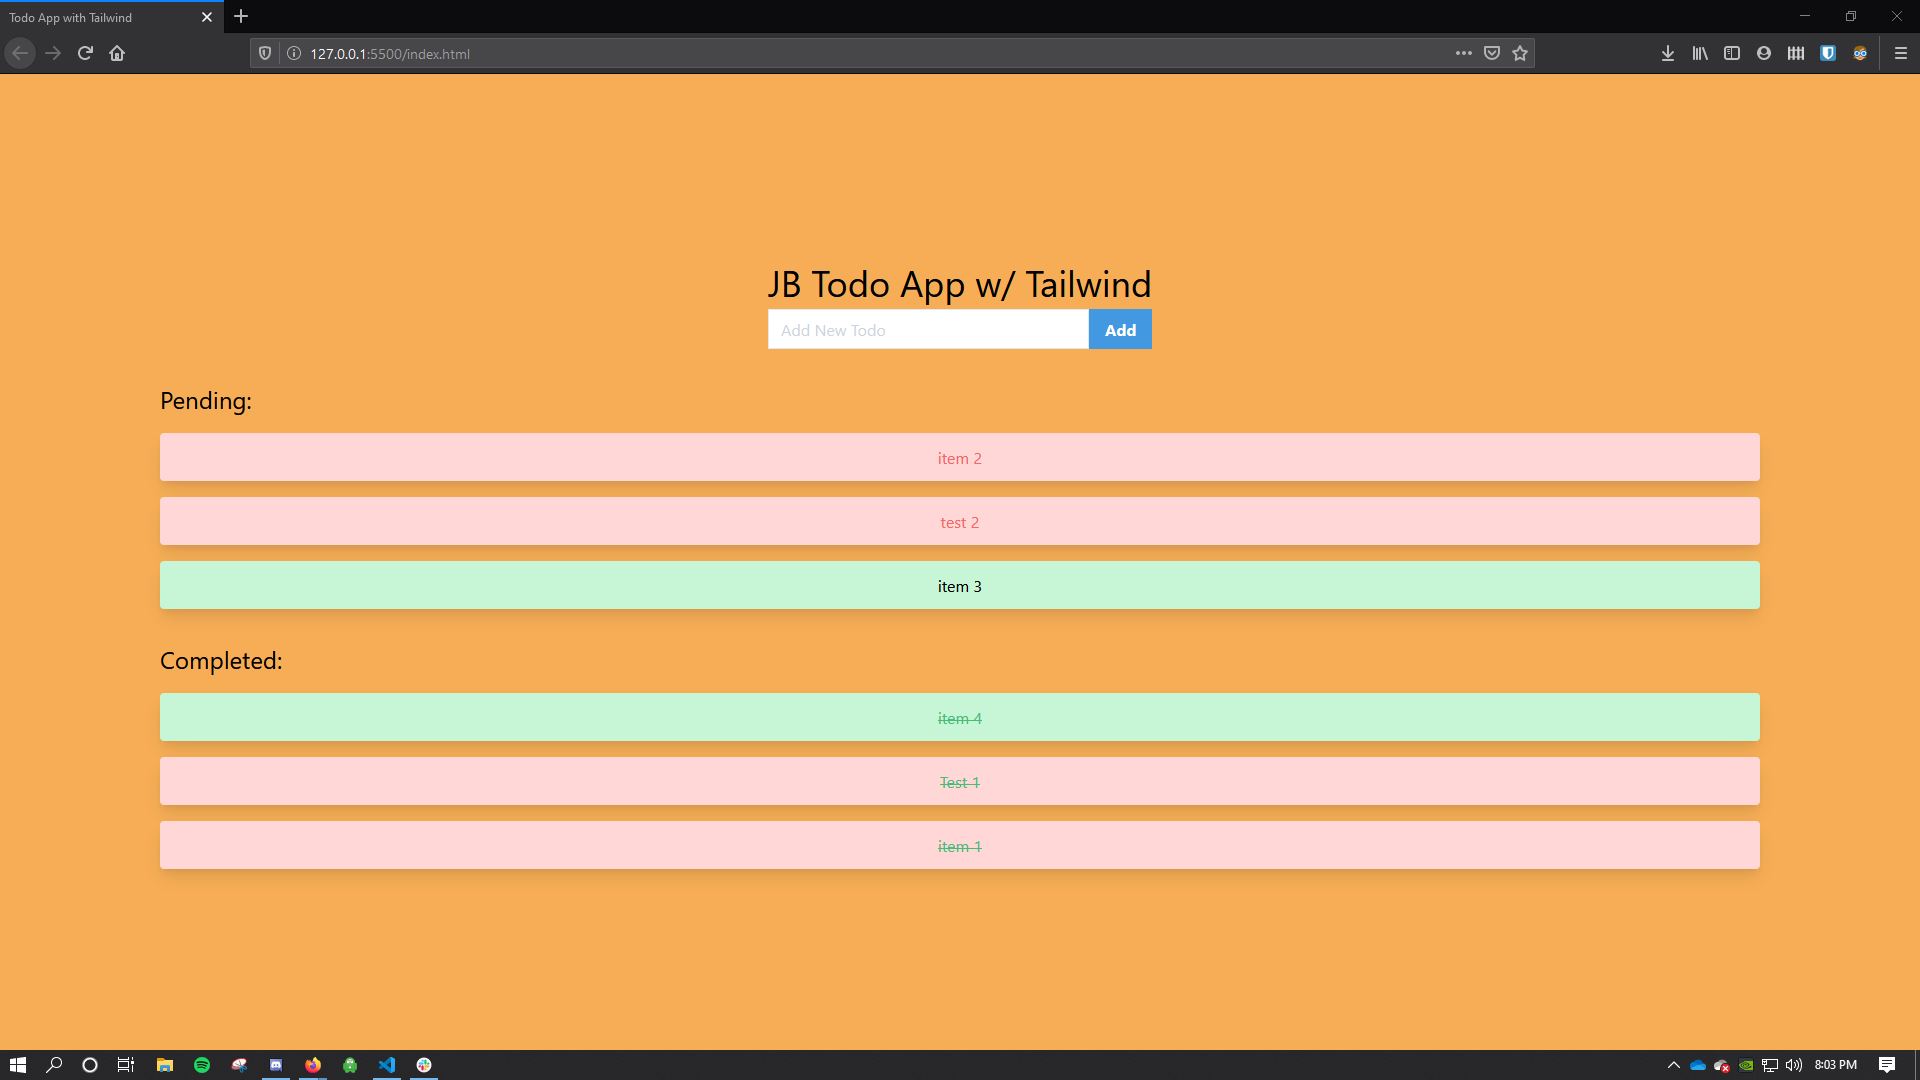 Todo App with Tailwind
127.0.0.1:5500/index.html
JB Todo App w/ Tailwind
Add New Todo
Add
Pending:
item 2
test 2
item 3
Completed:
item 4
Test 1
item 1
8:03 PM